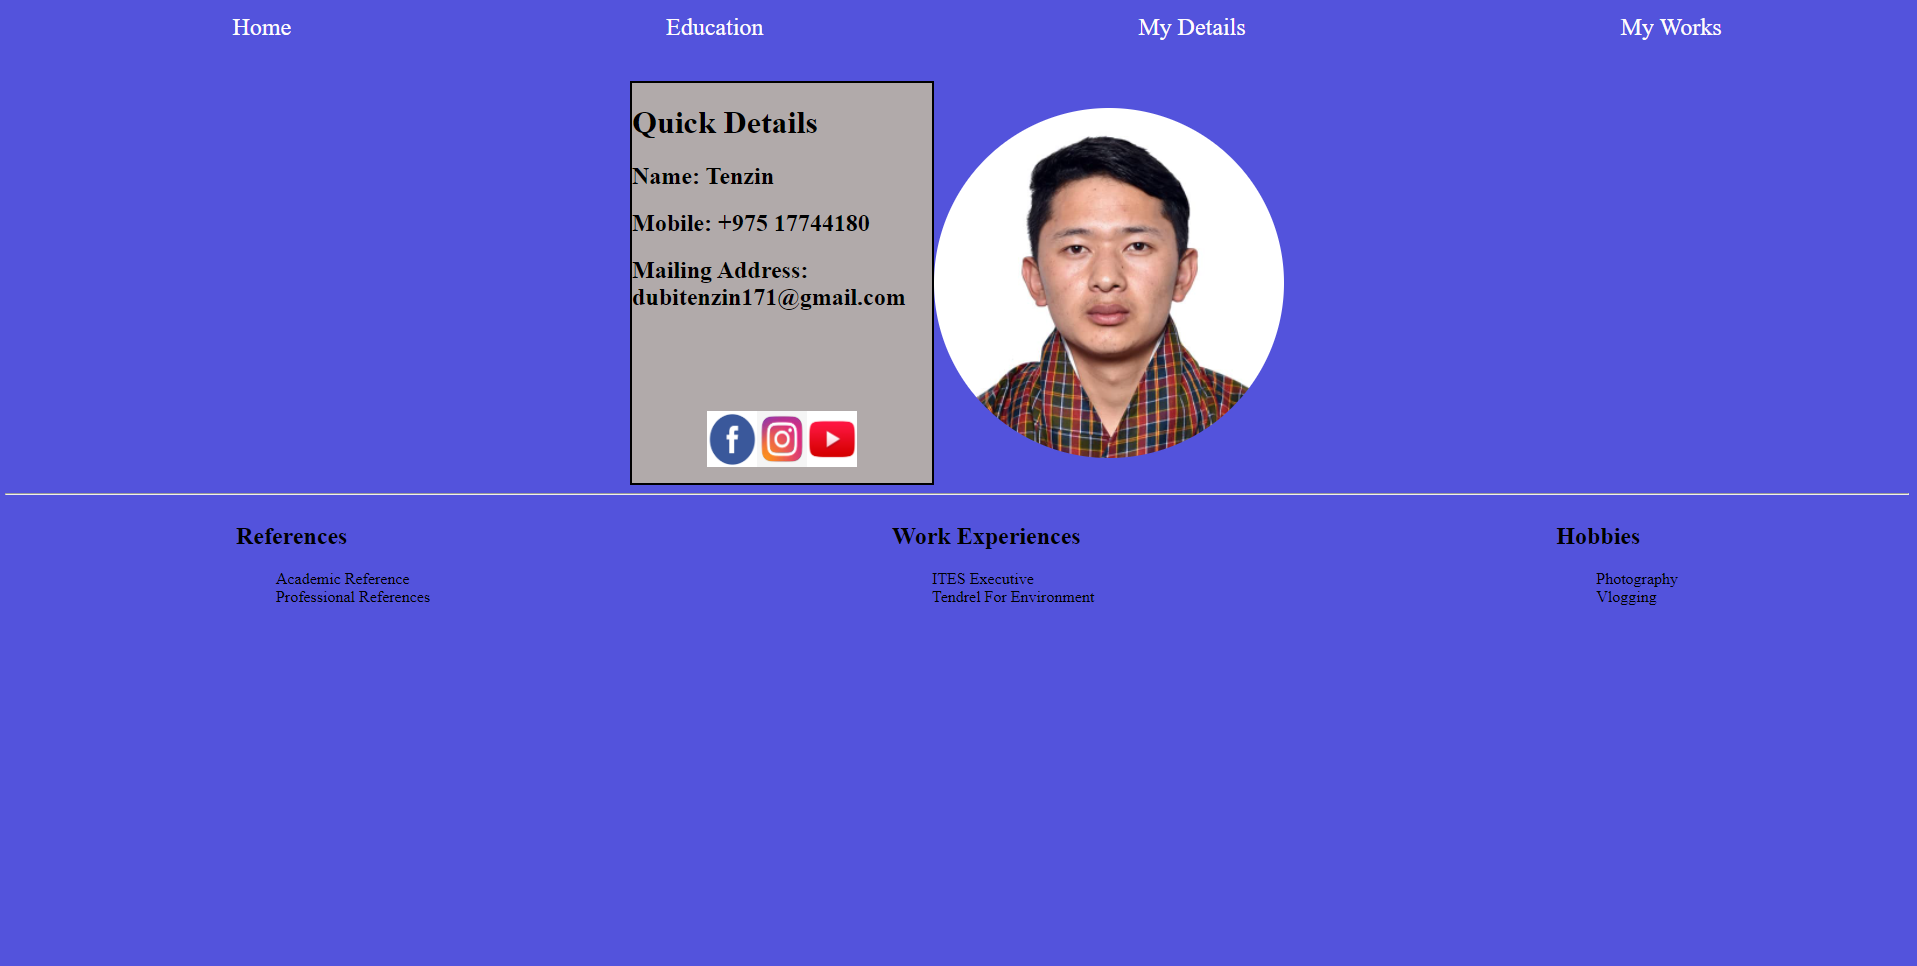 Home Education My Details My Works
Quick Details
Name: Tenzin
Mobile: +975 17744180
Mailing Address:
dubitenzin171@gmail.com
f
References
Academic Reference
Professional References
Work Experiences
ITES Executive
Tendrel For Environment
Hobbies
Photography
Vlogging